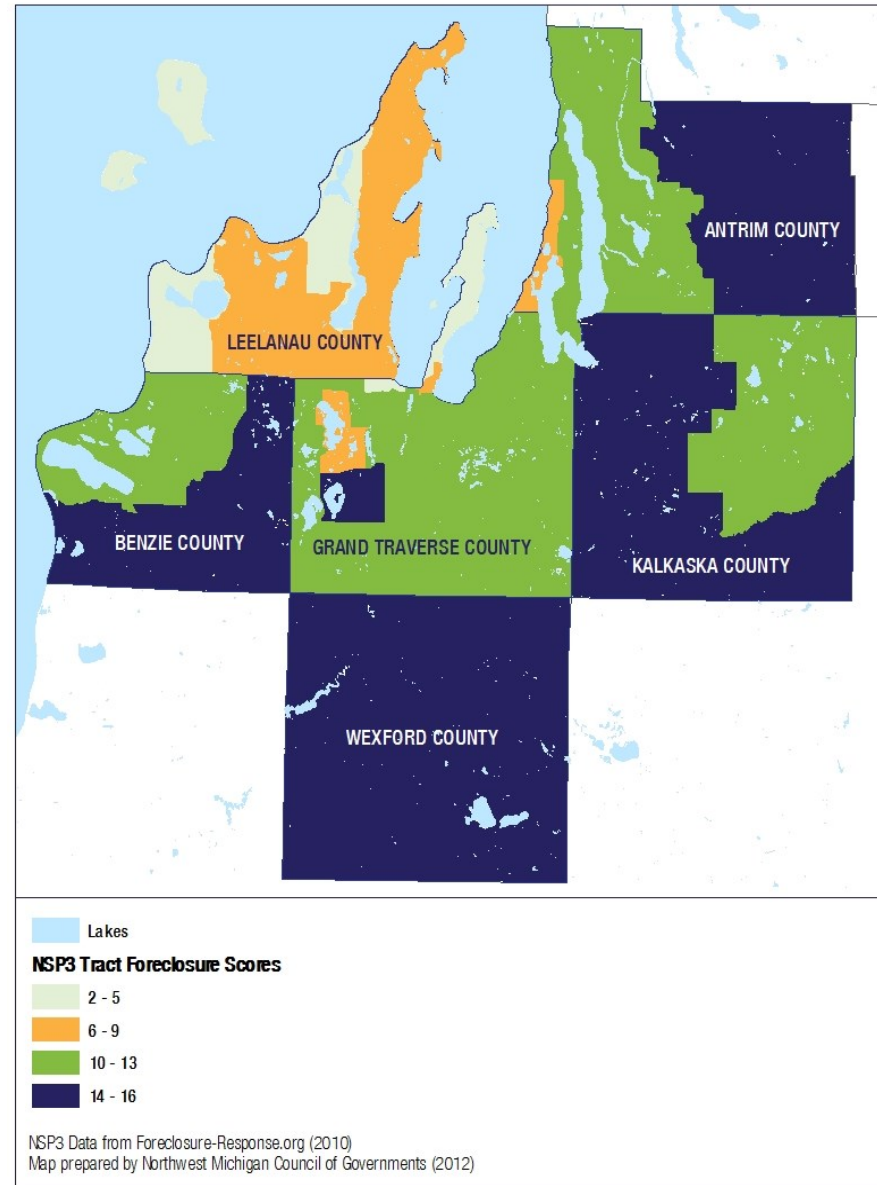 ANTRIM COUNTY
LEELANAU COUNTY
BENZIE COUNTY
GRAND TRAVERSE COUNTY
KALKASKA COUNTY
WEXFORD COUNTY
Lakes
NSP3 Tract Foreclosure Scores
2 - 5
6 - 9
10 - 13
14 - 16
NSP3 Data from Foreclosure-Response.org (2010)
Map prepared by Northwest Michigan Council of Governments (2012)